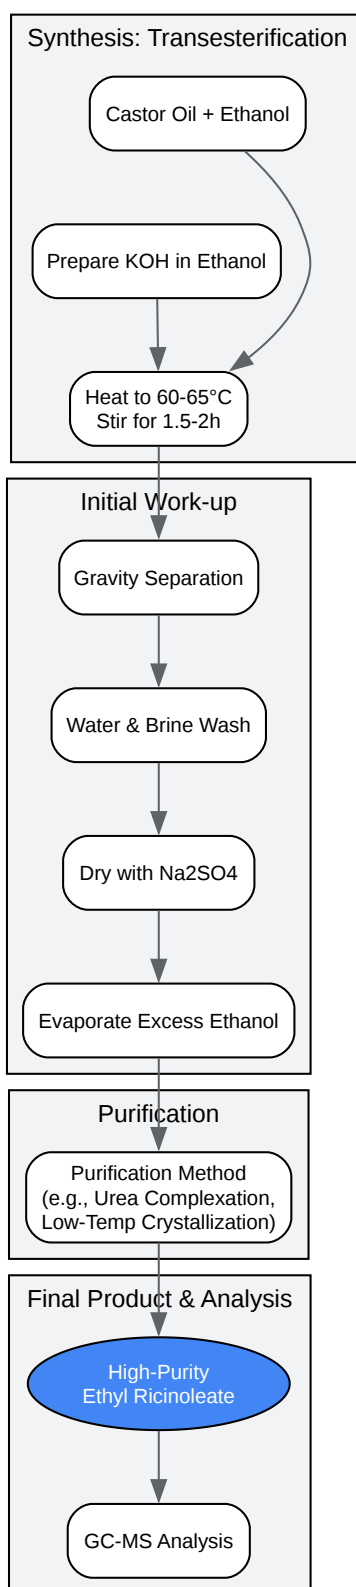 Synthesis: Transesterification
Castor Oil + Ethanol
Prepare KOH in Ethanol
Heat to 60-65°C
Stir for 1.5-2h
Initial Work-up
Gravity Separation
Water & Brine Wash
Dry with Na2SO4
Evaporate Excess Ethanol
Purification
Purification Method
(e.g., Urea Complexation,
Low-Temp Crystallization)
Final Product & Analysis
High-Purity
Ethyl Ricinoleate
GC-MS Analysis